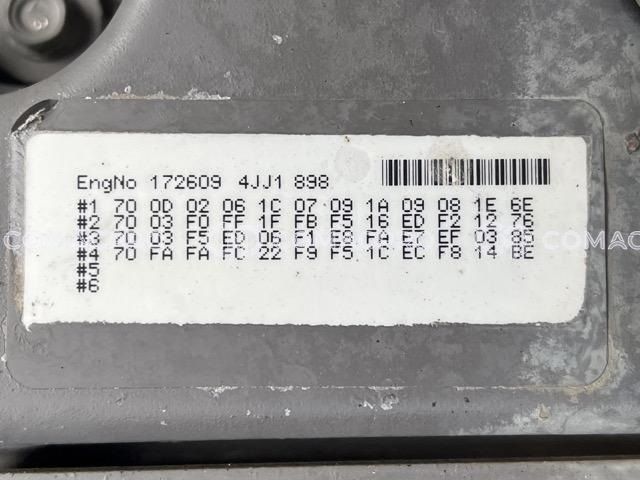 EngNo 172609 4JJ1 898
#1 70 0D 02 06 1C 07 09 1A 09 08 1E 6E
#2 70 03 F0 FF 1F FB F5 16 ED F2 12 76
#3 70 03 F5 ED 06 F1 E8 FA E7 EF 03 85
#4 70 FA FA FC 22 F9 F5 1C EC F8 14 BE
#5
#6